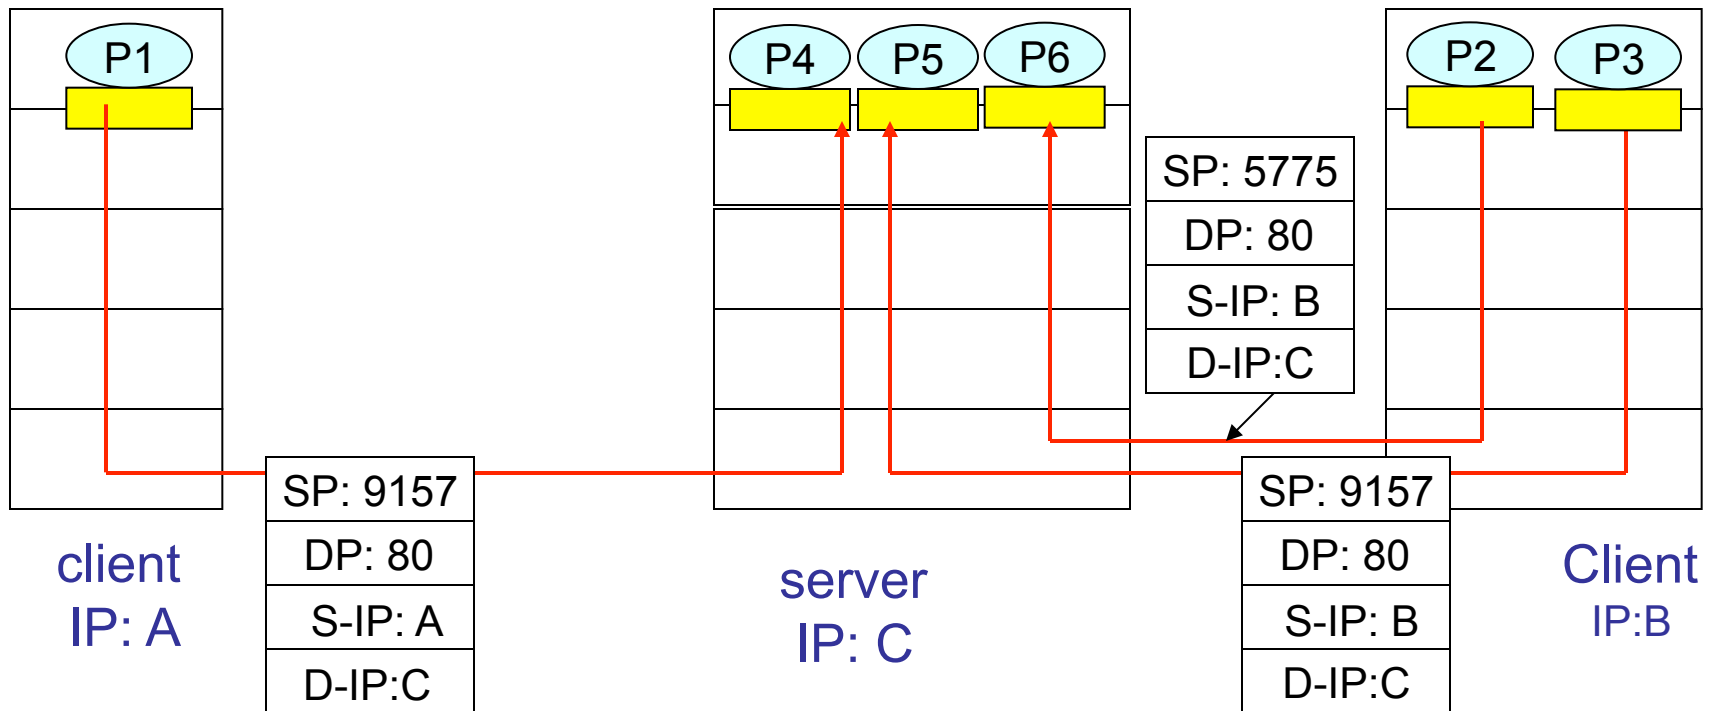 P1
P4
P5
P6
P2
P3
SP: 5775
DP: 80
S-IP: B
D-IP:C
SP: 9157
DP: 80
S-IP: A
D-IP:C
SP: 9157
DP: 80
S-IP: B
D-IP:C
client
IP: A
server
IP: C
Client
IP:B